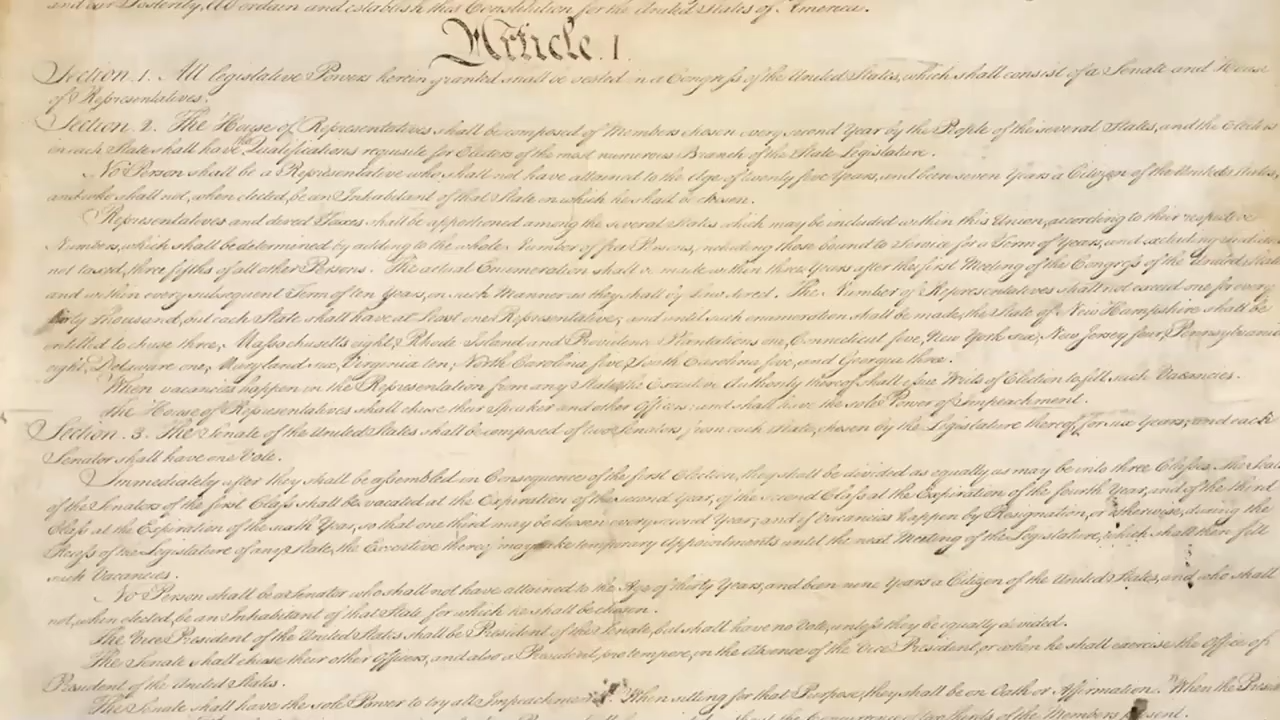 and our Posterity, do ordain and establish this Constitution for the United States of America.
Article. I.
Section. 1. All legislative Powers herein granted shall be vested in a Congress of the United States, which shall consist of a Senate and House
of Representatives.
Section. 2. The House of Representatives shall be composed of Members chosen every second Year by the People of the several States, and the Electors
in each State shall have the Qualifications requisite for Electors of the most numerous Branch of the State Legislature.
No Person shall be a Representative who shall not have attained to the Age of twenty five Years, and been seven Years a Citizen of the United States,
and who shall not, when elected, be an Inhabitant of that State in which he shall be chosen.
Representatives and direct Taxes shall be apportioned among the several States which may be included within this Union, according to their respective
Numbers, which shall be determined by adding to the whole Number of free Persons, including those bound to Service for a Term of Years, and excluding Indians
not taxed, three fifths of all other Persons. The actual Enumeration shall be made within three Years after the first Meeting of the Congress of the United States,
and within every subsequent Term of ten Years, in such Manner as they shall by Law direct. The Number of Representatives shall not exceed one for every
thirty Thousand, but each State shall have at Least one Representative; and until such enumeration shall be made, the State of New Hampshire shall be
entitled to chuse three, Massachusetts eight, Rhode Island and Providence Plantations one, Connecticut five, New York six, New Jersey four, Pennsylvania
eight, Delaware one, Maryland six, Virginia ten, North Carolina five, South Carolina five, and Georgia three.
When vacancies happen in the Representation from any State, the Executive Authority thereof shall issue Writs of Election to fill such Vacancies.
The House of Representatives shall chuse their Speaker and other Officers; and shall have the sole Power of Impeachment.
Section. 3. The Senate of the United States shall be composed of two Senators from each State, chosen by the Legislature thereof, for six Years; and each
Senator shall have one Vote.
Immediately after they shall be assembled in Consequence of the first Election, they shall be divided as equally as may be into three Classes. The Seats
of the Senators of the first Class shall be vacated at the Expiration of the second Year, of the second Class at the Expiration of the fourth Year, and of the third
Class at the Expiration of the sixth Year, so that one third may be chosen every second Year; and if Vacancies happen by Resignation, or otherwise, during the
Recess of the Legislature of any State, the Executive thereof may make temporary Appointments until the next Meeting of the Legislature, which shall then fill
such Vacancies.
No Person shall be a Senator who shall not have attained to the Age of thirty Years, and been nine Years a Citizen of the United States, and who shall
not, when elected, be an Inhabitant of that State for which he shall be chosen.
The Vice President of the United States shall be President of the Senate, but shall have no Vote, unless they be equally divided.
The Senate shall chuse their other Officers, and also a President pro tempore, in the Absence of the Vice President, or when he shall exercise the Office of
President of the United States.
The Senate shall have the sole Power to try all Impeachments. When sitting for that Purpose, they shall be on Oath or Affirmation. When the
the Concurrence of two thirds of the Members present.